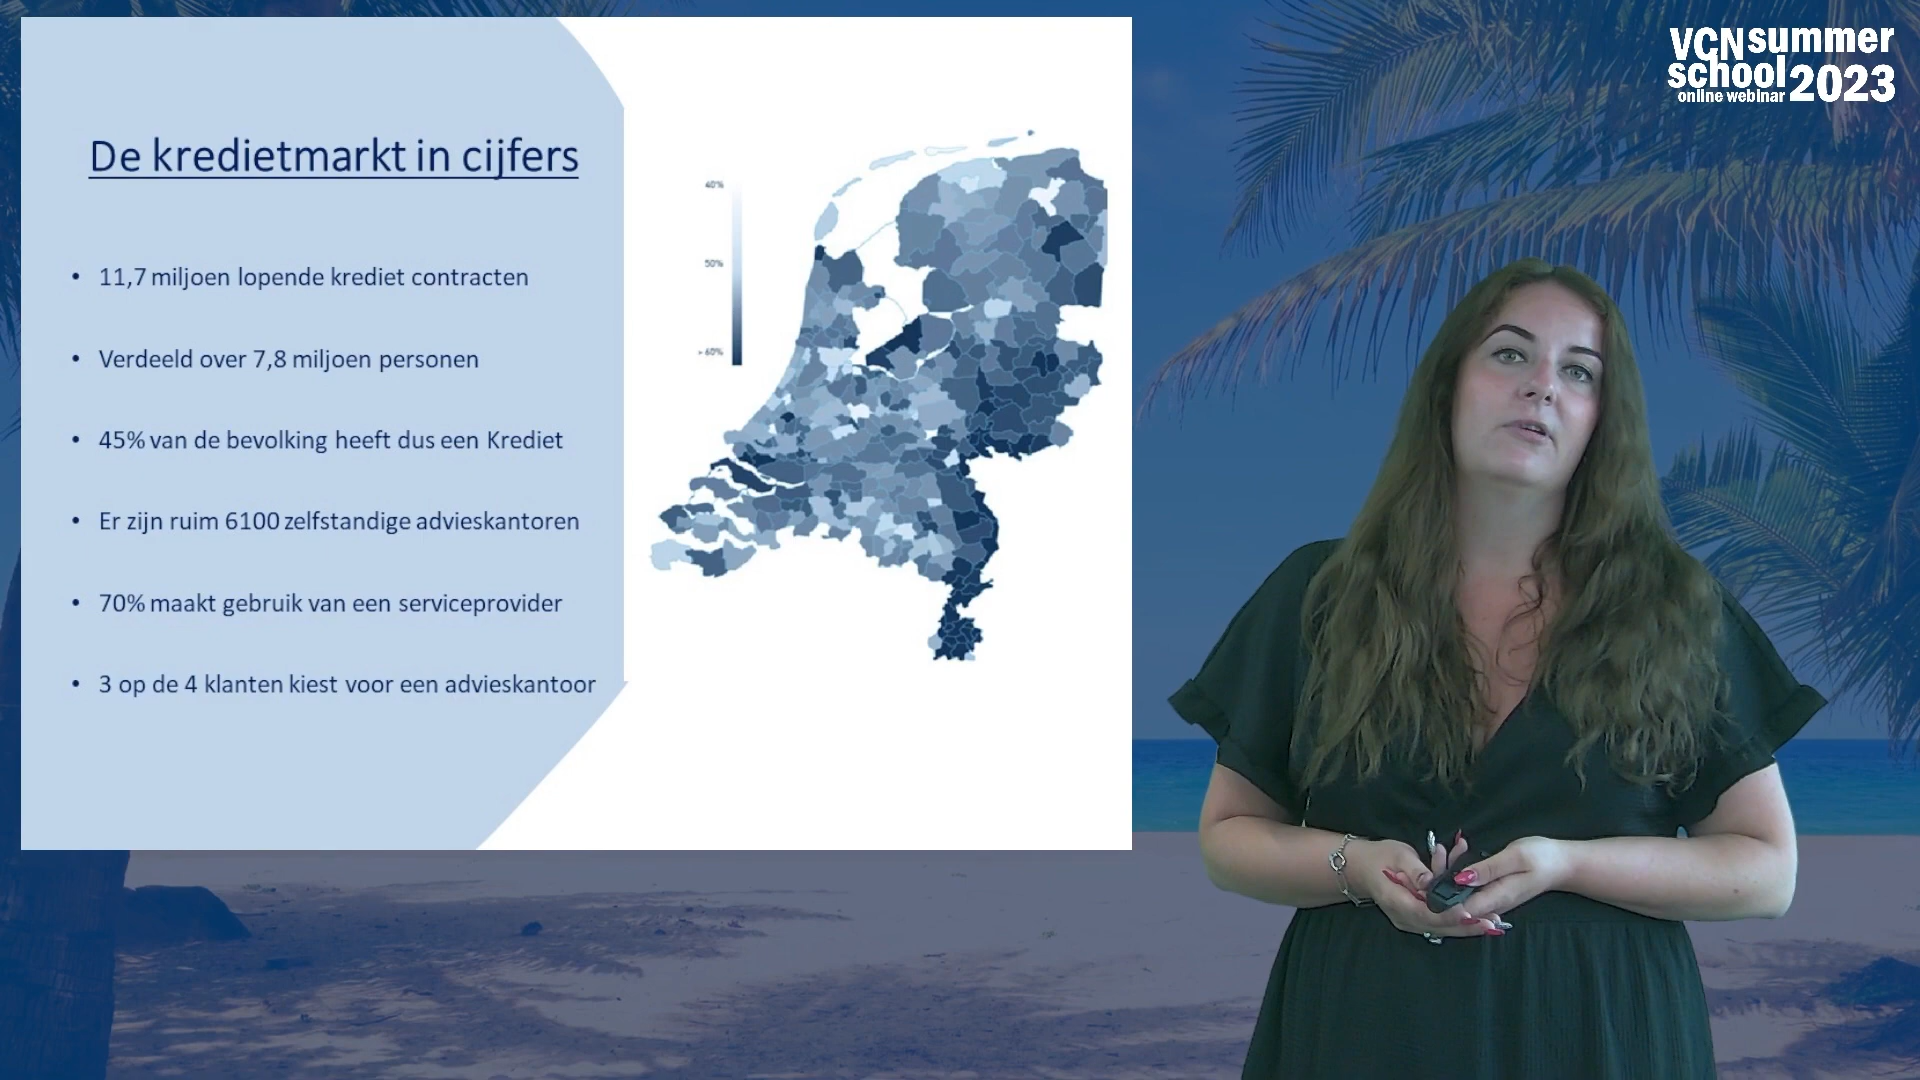 De kredietmarkt in cijfers
• 11,7 miljoen lopende krediet contracten
• Verdeeld over 7,8 miljoen personen
• 45% van de bevolking heeft dus een Krediet
• Er zijn ruim 6100 zelfstandige advieskantoren
• 70% maakt gebruik van een serviceprovider
• 3 op de 4 klanten kiest voor een advieskantoor
40%
50%
> 60%
VCN summer
school 2023
online webinar